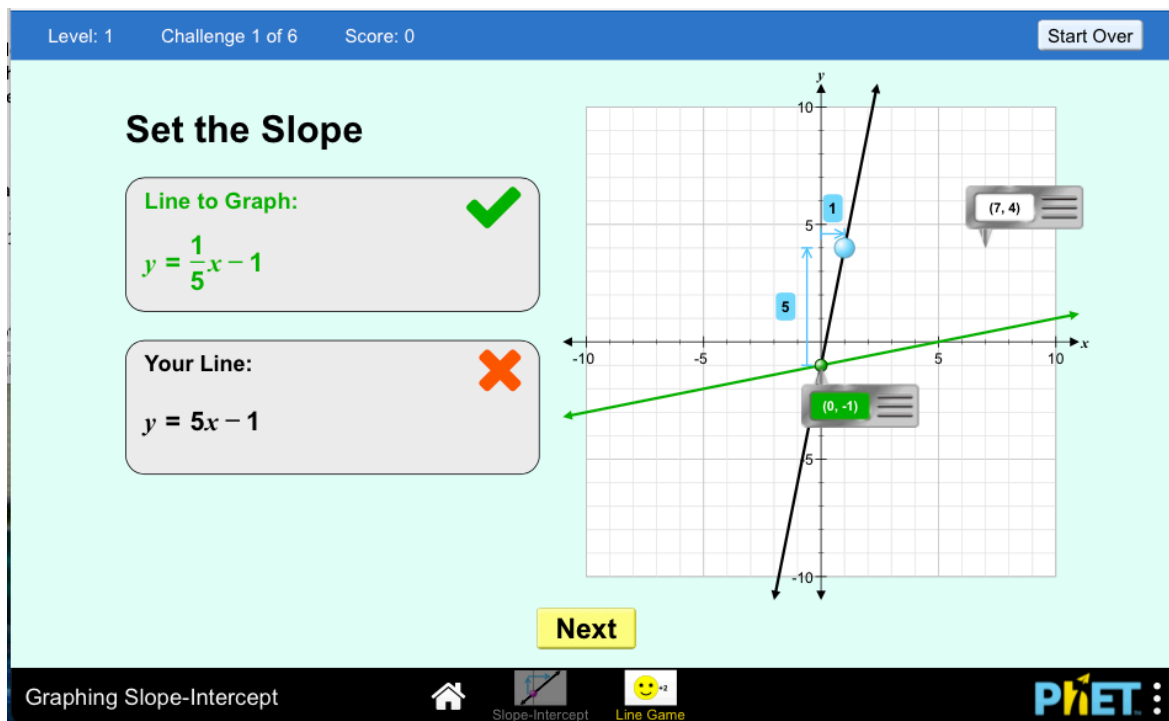 Level: 1 Challenge 1 of 6 Score: 0 Start Over
Set the Slope
Line to Graph:
y = 1/5 x − 1
Your Line:
y = 5x − 1
y
10
1
(7, 4)
5
5
-10 -5 5 10 x
(0, -1)
-5
-10
Next
Graphing Slope-Intercept
Slope-Intercept
+2
Line Game
PhET